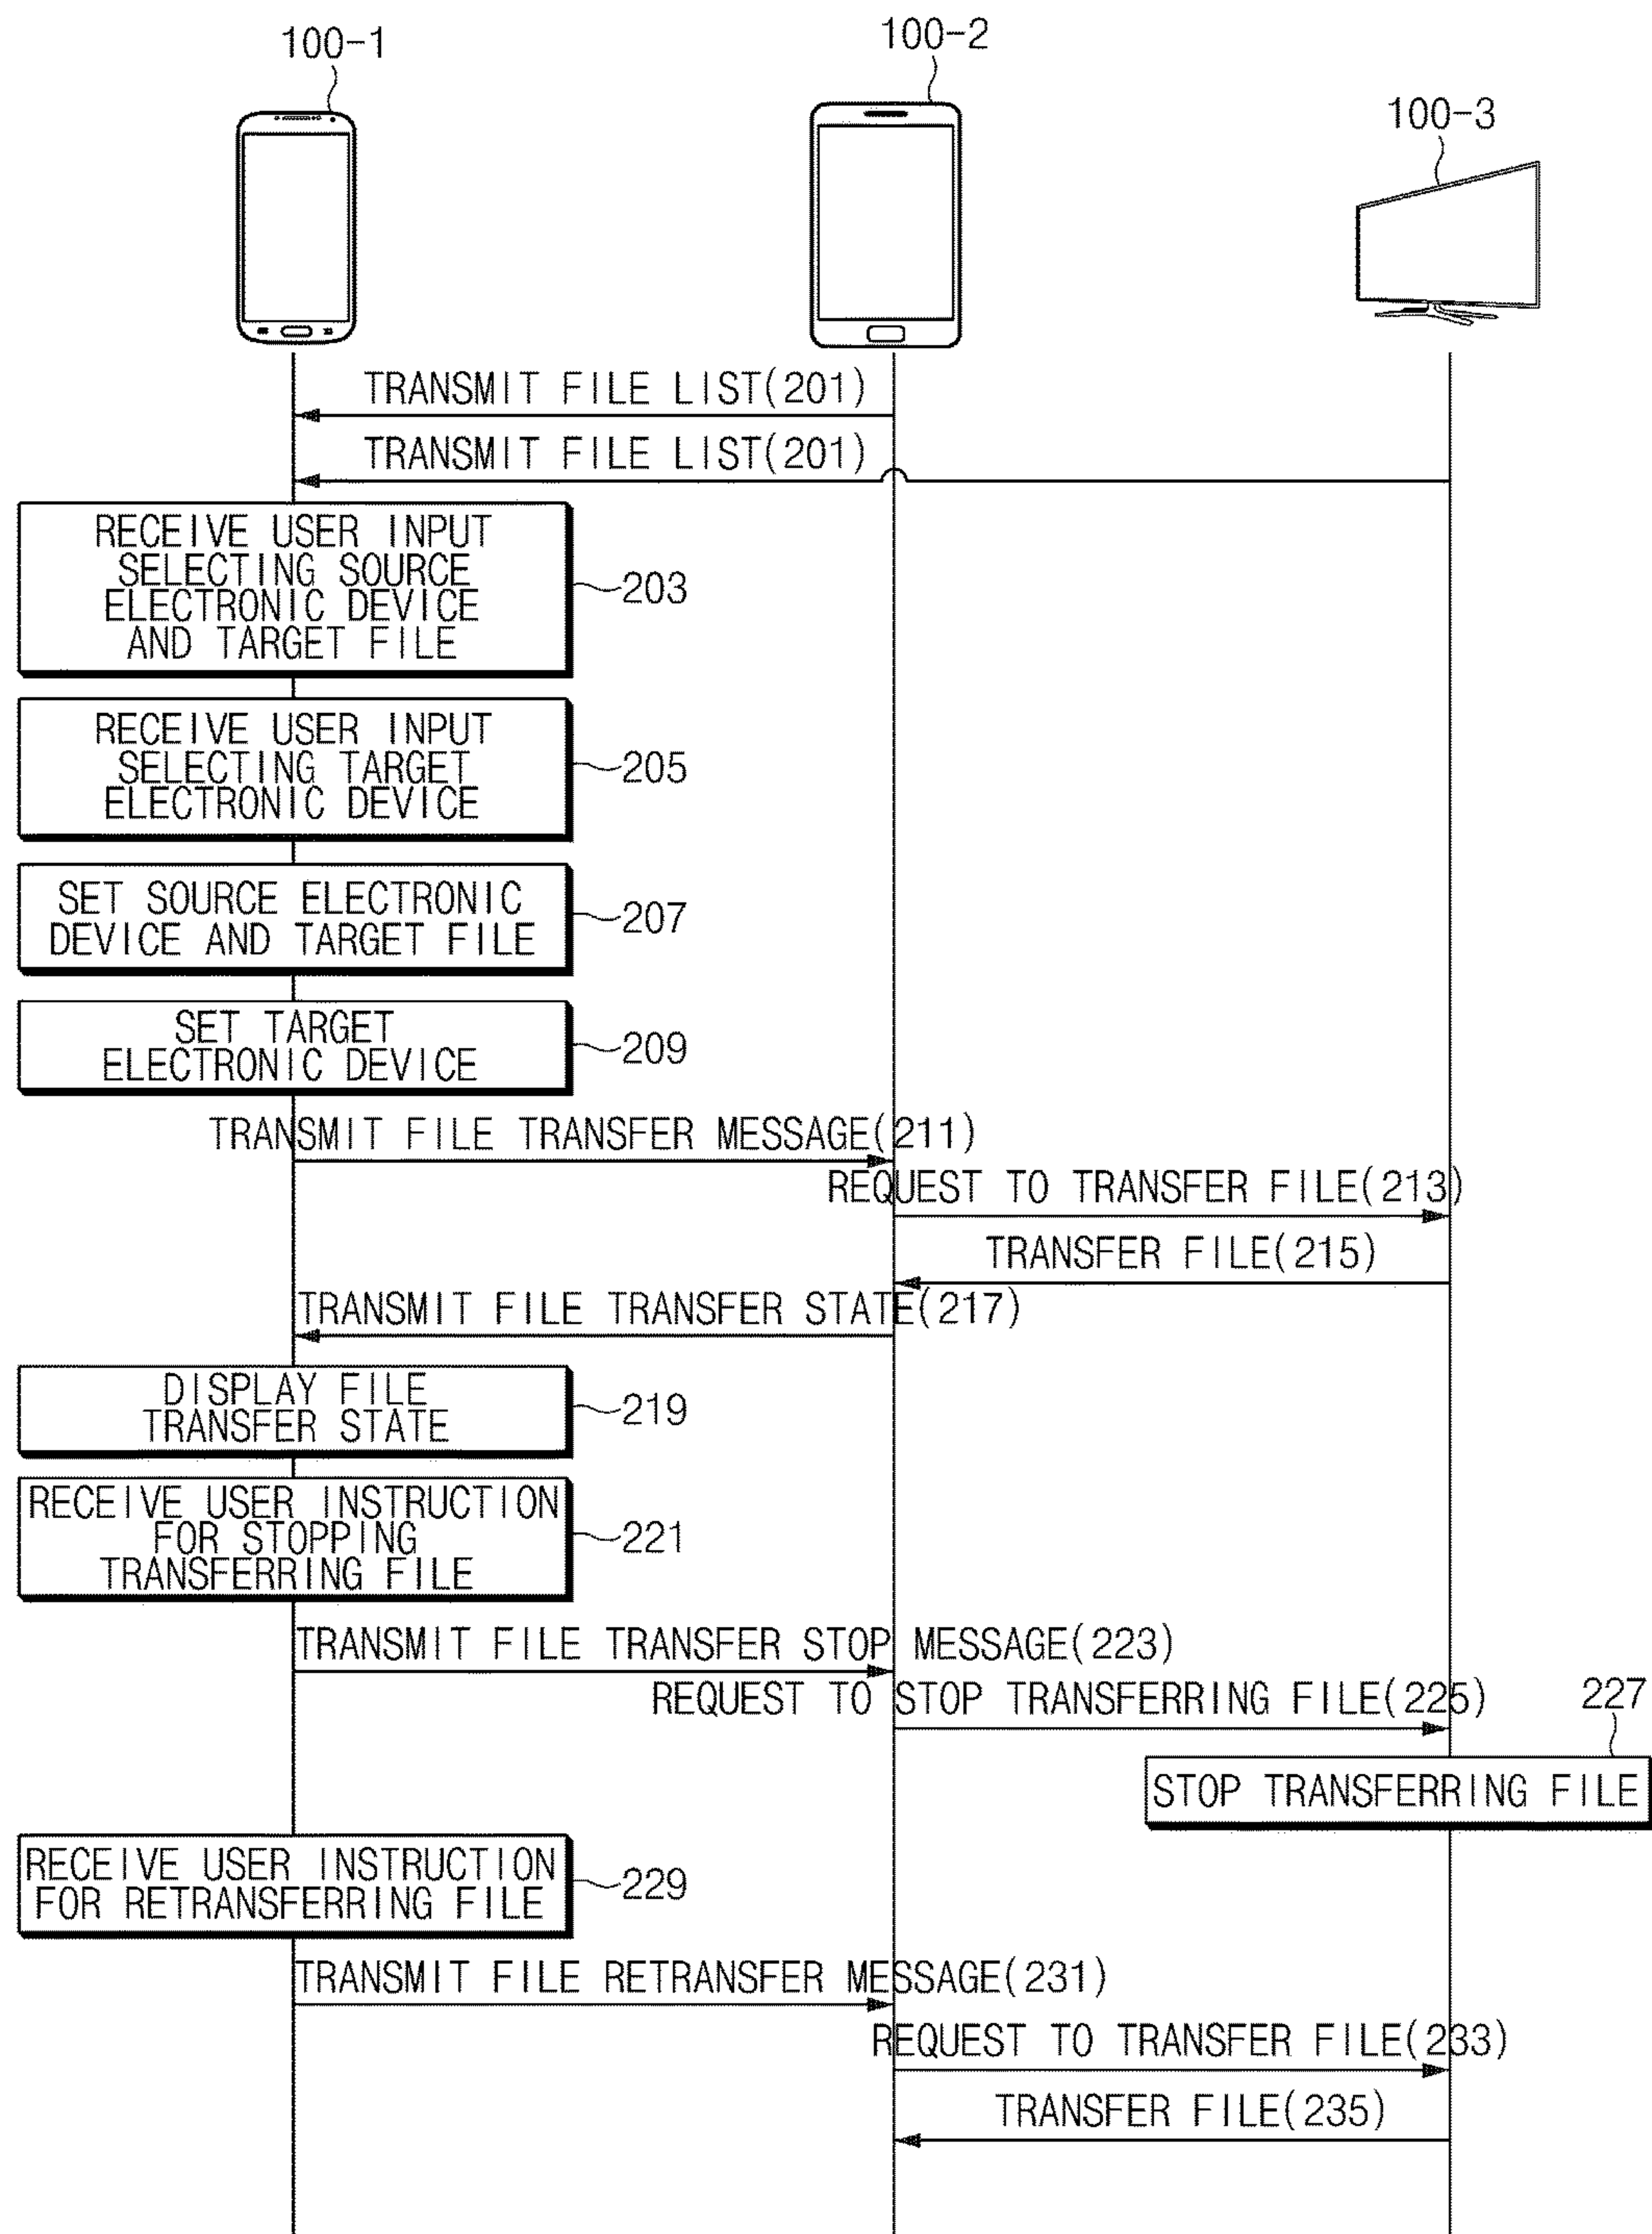 100-1
100-2
100-3
TRANSMIT FILE LIST(201)
TRANSMIT FILE LIST(201)
RECEIVE USER INPUT
SELECTING SOURCE
ELECTRONIC DEVICE
AND TARGET FILE
203
RECEIVE USER INPUT
SELECTING TARGET
ELECTRONIC DEVICE
205
SET SOURCE ELECTRONIC
DEVICE AND TARGET FILE
207
SET TARGET
ELECTRONIC DEVICE
209
TRANSMIT FILE TRANSFER MESSAGE(211)
REQUEST TO TRANSFER FILE(213)
TRANSFER FILE(215)
TRANSMIT FILE TRANSFER STATE(217)
DISPLAY FILE
TRANSFER STATE
219
RECEIVE USER INSTRUCTION
FOR STOPPING
TRANSFERRING FILE
221
TRANSMIT FILE TRANSFER STOP MESSAGE(223)
REQUEST TO STOP TRANSFERRING FILE(225)
227
STOP TRANSFERRING FILE
RECEIVE USER INSTRUCTION
FOR RETRANSFERRING FILE
229
TRANSMIT FILE RETRANSFER MESSAGE(231)
REQUEST TO TRANSFER FILE(233)
TRANSFER FILE(235)